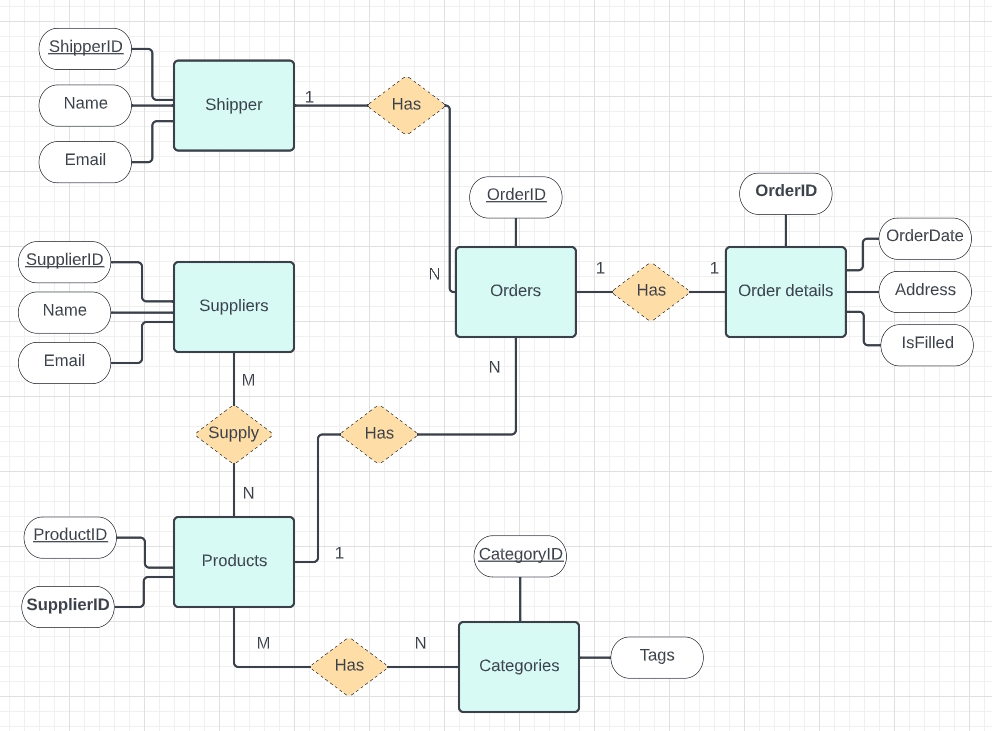 ShipperID
Name
Email
Shipper
1
Has
N
OrderID
Orders
1
Has
1
Order details
OrderID
OrderDate
Address
IsFilled
SupplierID
Name
Email
Suppliers
M
Supply
N
N
Has
1
ProductID
SupplierID
Products
M
Has
N
CategoryID
Categories
Tags